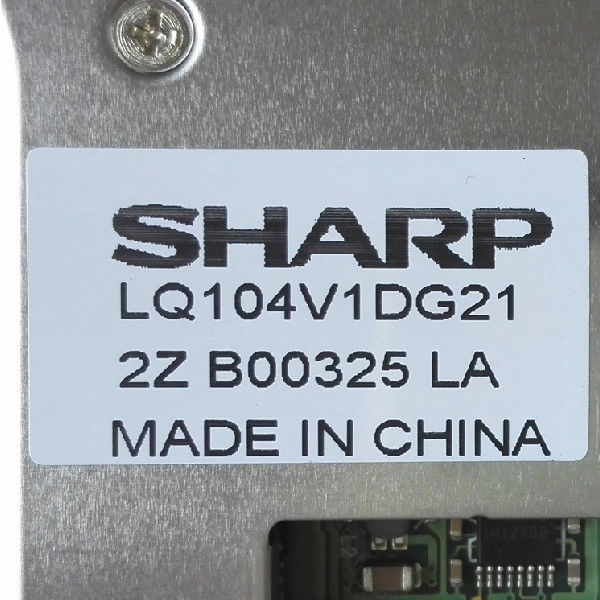 SHARP
LQ104V1DG21
2Z B00325 LA
MADE IN CHINA